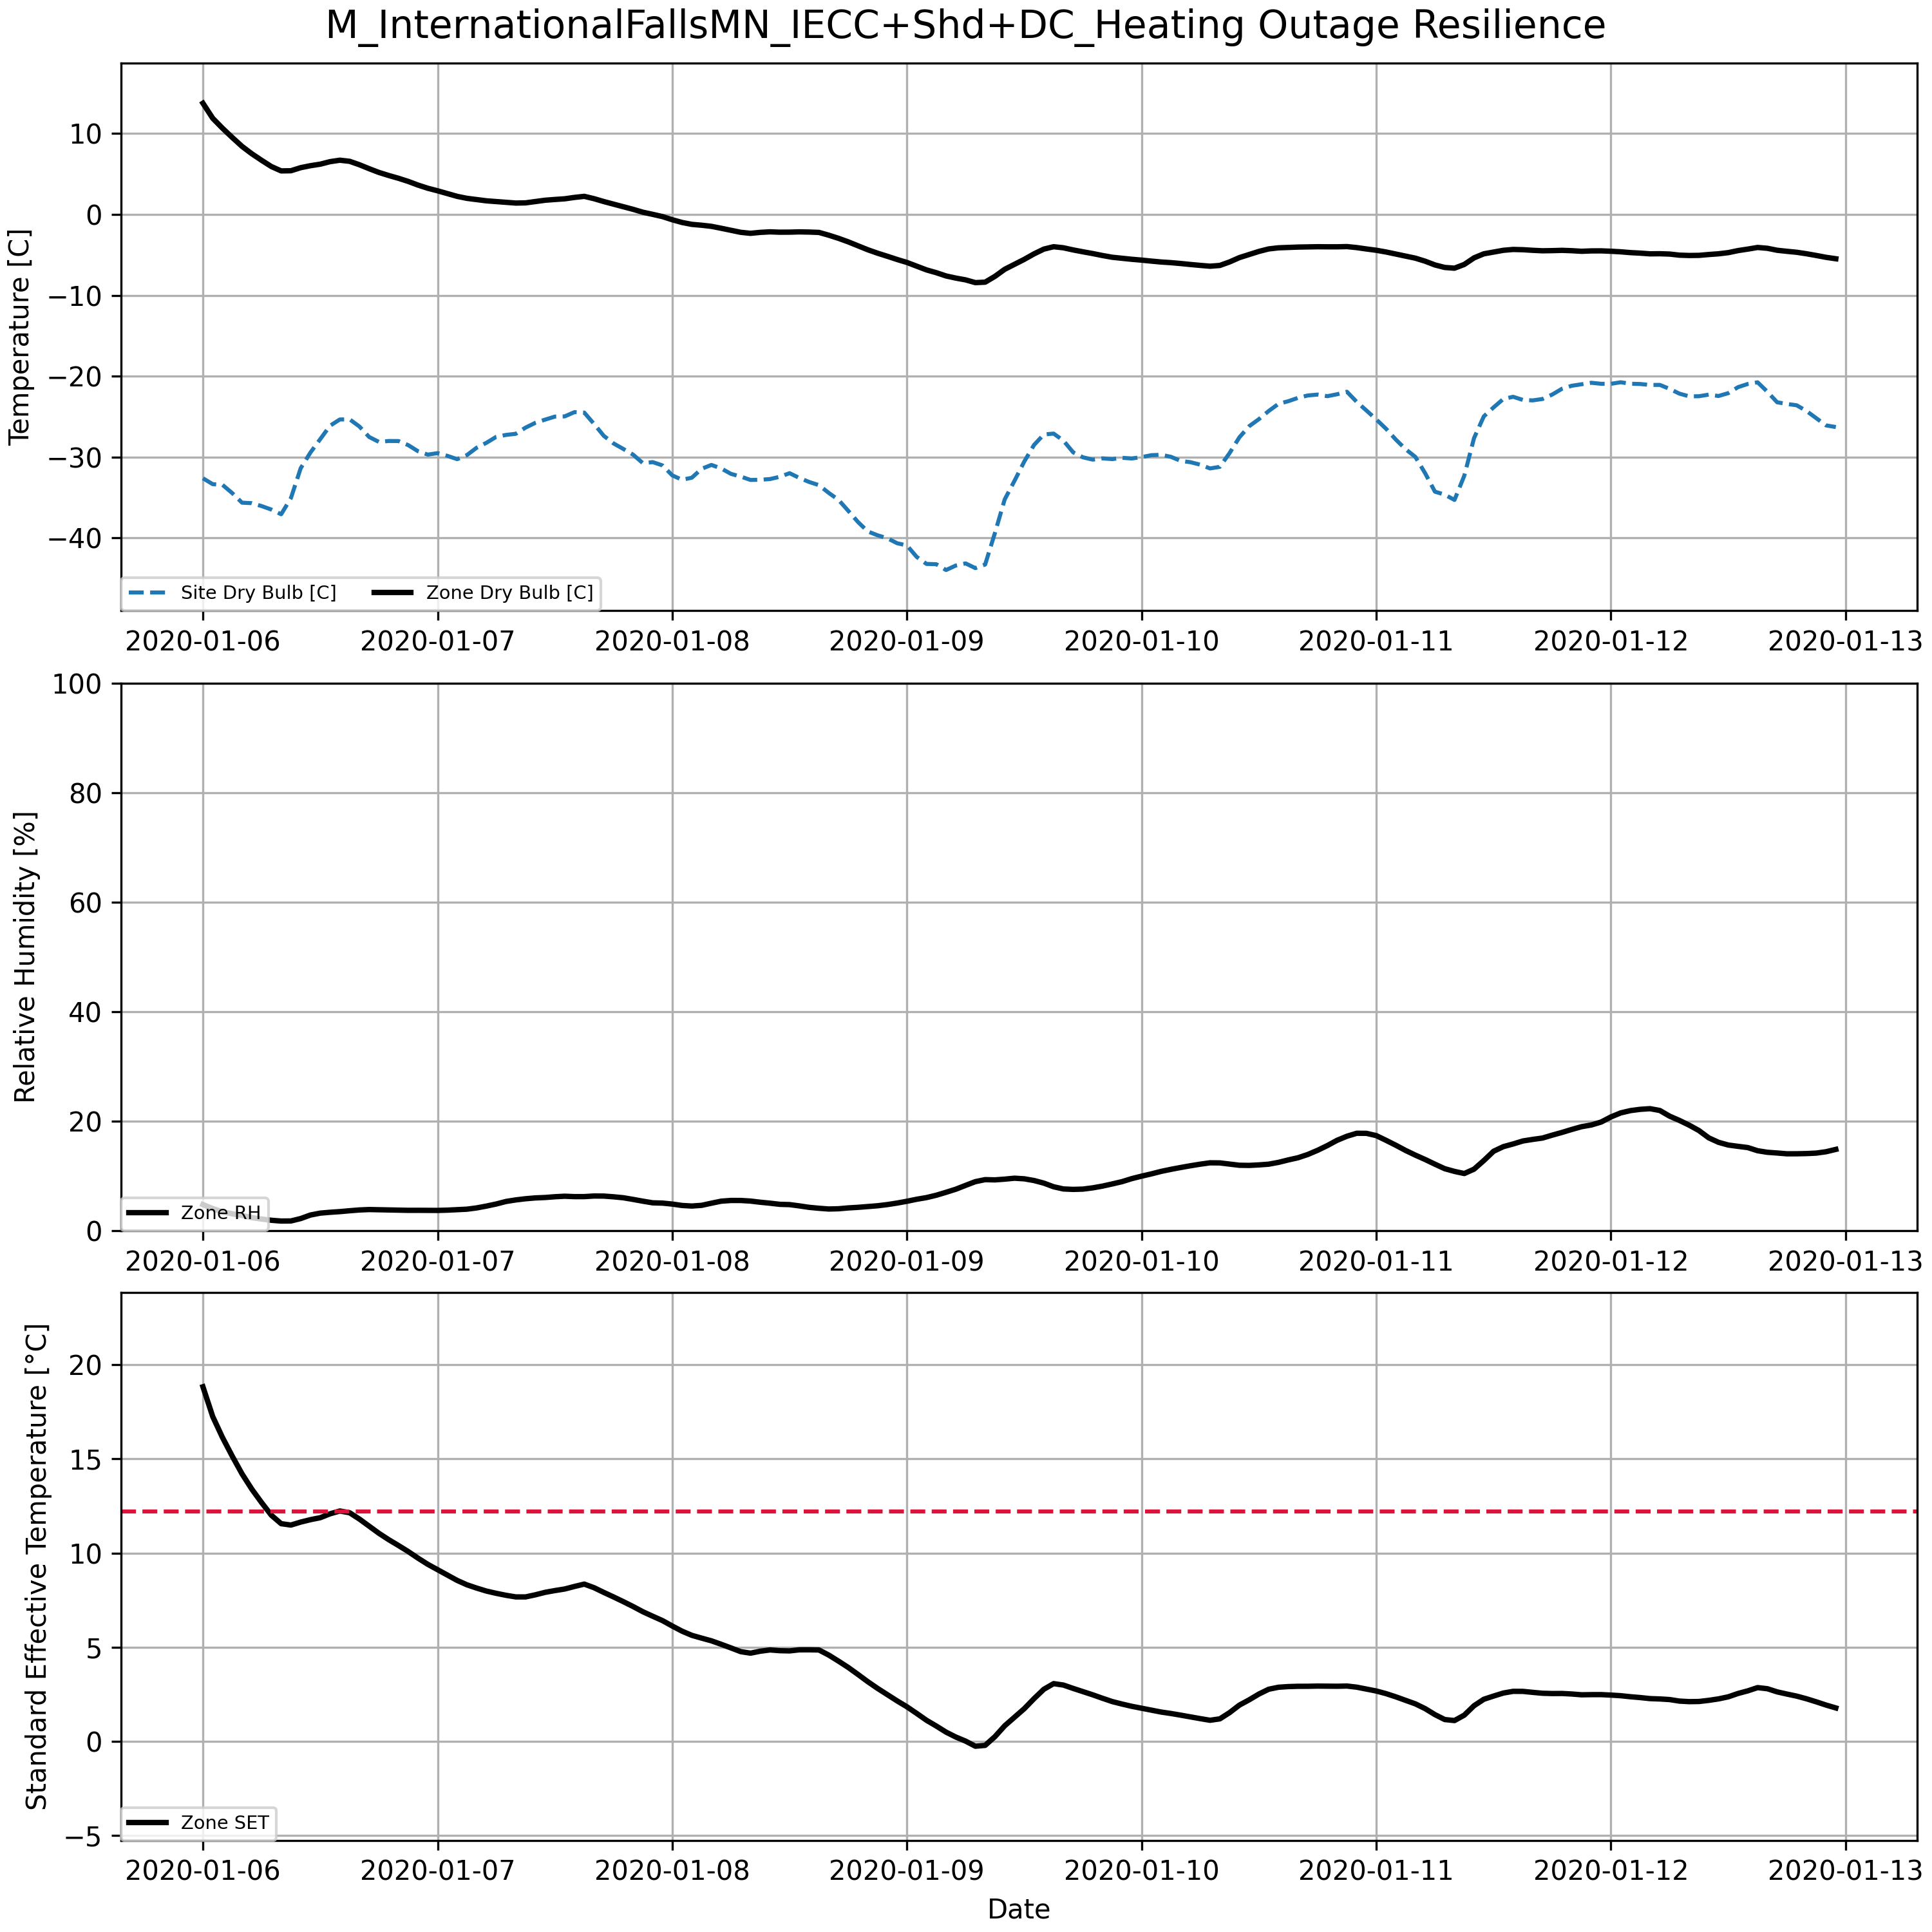 M_InternationalFallsMN_IECC+Shd+DC_Heating Outage Resilience
Temperature [C]
10
0
−10
−20
−30
−40
Site Dry Bulb [C] Zone Dry Bulb [C]
2020-01-06 2020-01-07 2020-01-08 2020-01-09 2020-01-10 2020-01-11 2020-01-12 2020-01-13
Relative Humidity [%]
100
80
60
40
20
0
Zone RH
2020-01-06 2020-01-07 2020-01-08 2020-01-09 2020-01-10 2020-01-11 2020-01-12 2020-01-13
Standard Effective Temperature [°C]
20
15
10
5
0
−5
Zone SET
2020-01-06 2020-01-07 2020-01-08 2020-01-09 2020-01-10 2020-01-11 2020-01-12 2020-01-13
Date